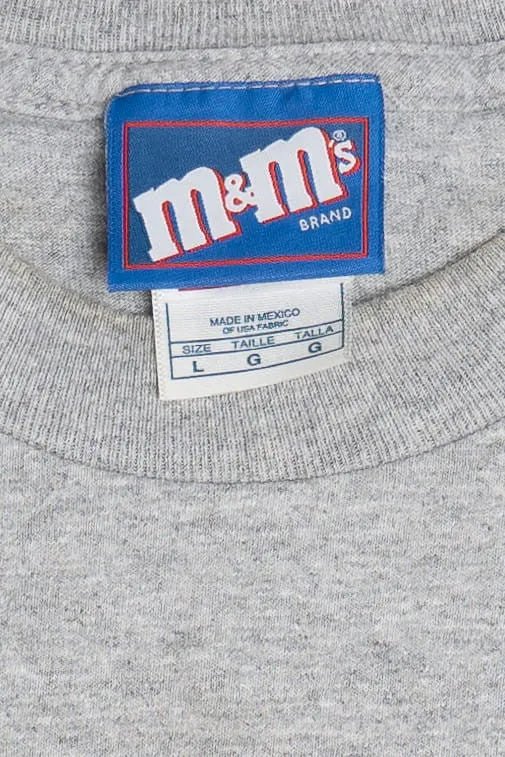 m&m's®
BRAND
MADE IN MEXICO
OF USA FABRIC
SIZE TAILLE TALLA
L G G